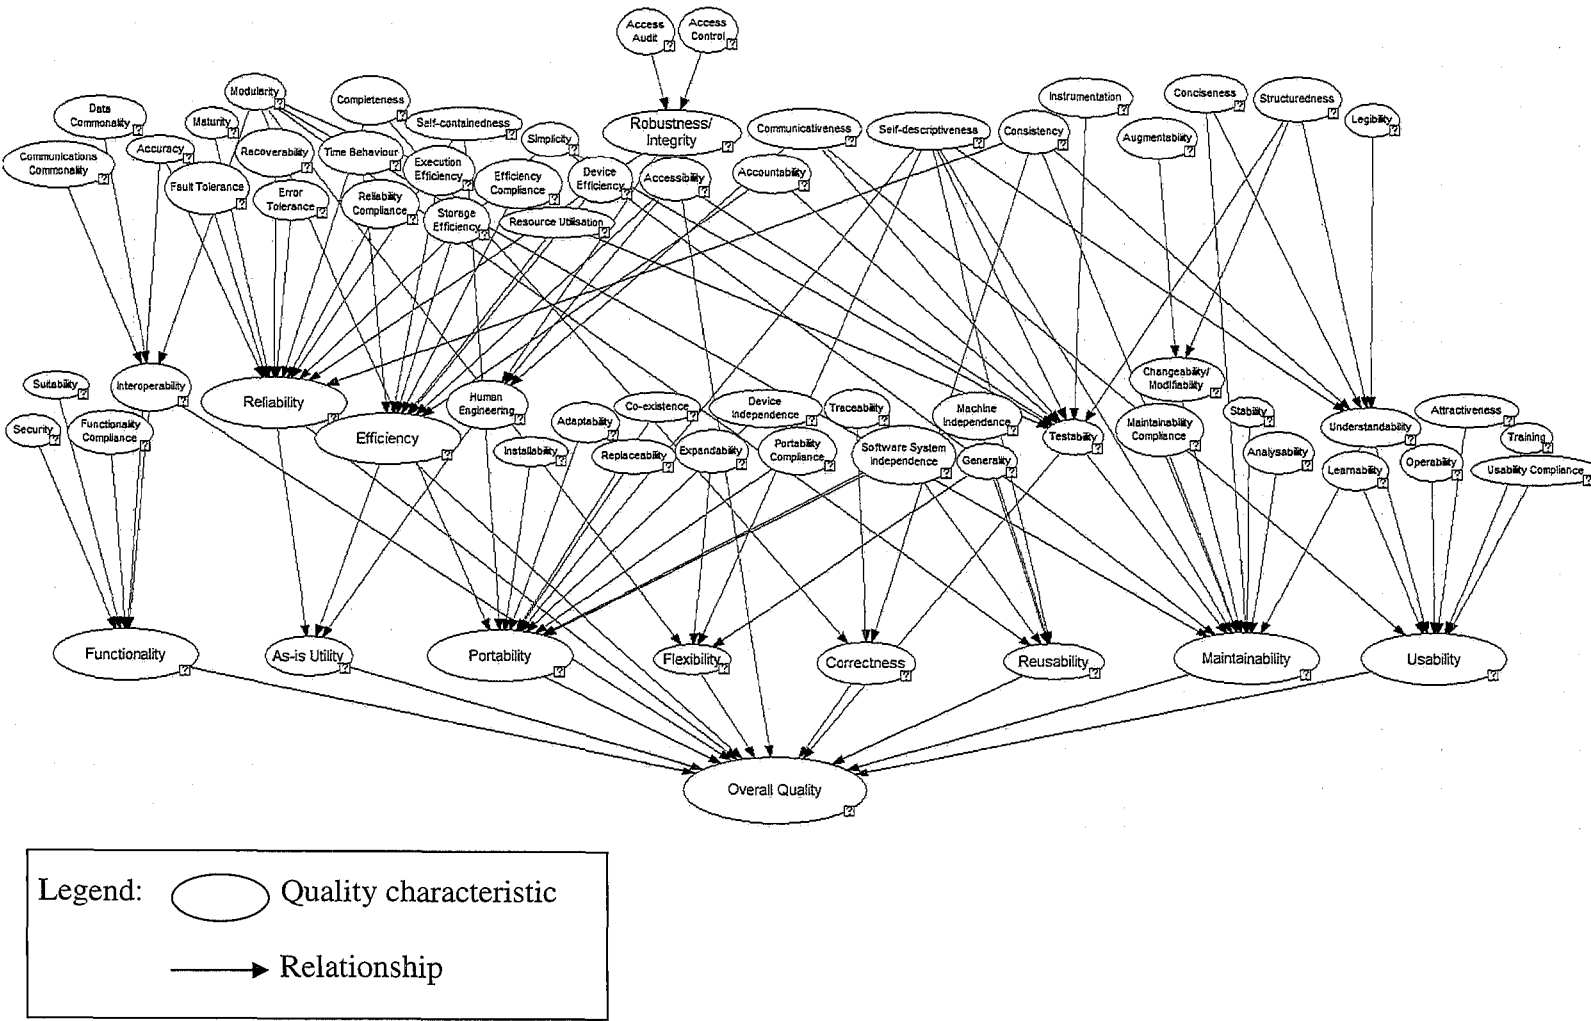 Access
Audit
Access
Control
Modularity
Completeness
Instrumentation
Conciseness
Structuredness
Data
Commonality
Maturity
Self-containedness
Simplicity
Robustness/
Integrity
Communicativeness
Self-descriptiveness
Consistency
Augmentability
Legibility
Communications
Commonality
Accuracy
Recoverability
Time Behaviour
Execution
Efficiency
Efficiency
Compliance
Device
Efficiency
Accessibility
Accountability
Fault Tolerance
Error
Tolerance
Reliability
Compliance
Storage
Efficiency
Resource Utilisation
Suitability
Interoperability
Reliability
Human
Engineering
Changeability/
Modifiability
Security
Functionality
Compliance
Efficiency
Adaptability
Co-existence
Device
Independence
Traceability
Machine
Independence
Testability
Maintainability
Compliance
Stability
Understandability
Attractiveness
Training
Installability
Replaceability
Expandability
Portability
Compliance
Software System
Independence
Generality
Analysability
Learnability
Operability
Usability Compliance
Functionality
As-is Utility
Portability
Flexibility
Correctness
Reusability
Maintainability
Usability
Overall Quality
Legend:
Quality characteristic
Relationship